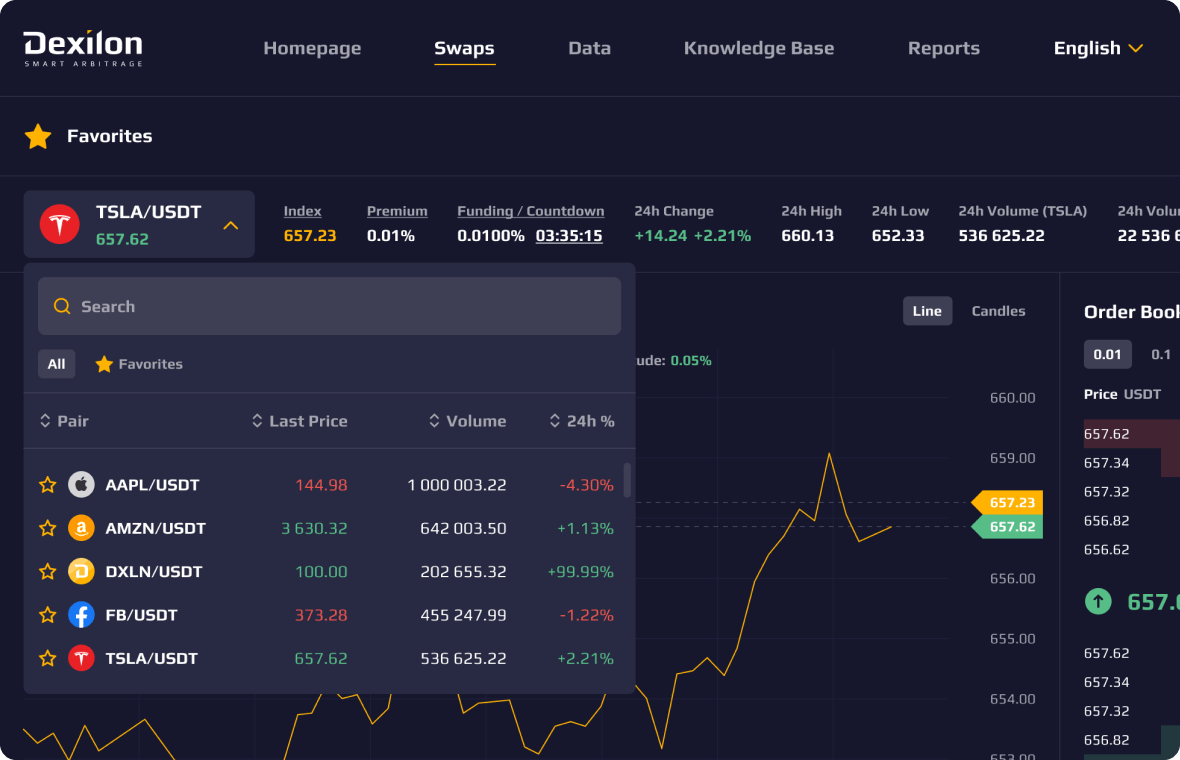 Dexilon
SMART ARBITRAGE
Homepage
Swaps
Data
Knowledge Base
Reports
English
Favorites
TSLA/USDT
657.62
Index
657.23
Premium
0.01%
Funding / Countdown
0.0100% 03:35:15
24h Change
+14.24 +2.21%
24h High
660.13
24h Low
652.33
24h Volume (TSLA)
536 625.22
24h Volu
22 536 6
Search
All
Favorites
Pair Last Price Volume 24h %
AAPL/USDT 144.98 1 000 003.22 -4.30%
AMZN/USDT 3 630.32 642 003.50 +1.13%
DXLN/USDT 100.00 202 655.32 +99.99%
FB/USDT 373.28 455 247.99 -1.22%
TSLA/USDT 657.62 536 625.22 +2.21%
Line
Candles
ude: 0.05%
660.00
659.00
657.23
657.62
656.00
655.00
654.00
653.00
Order Book
0.01 0.1
Price USDT
657.62
657.34
657.32
656.82
656.62
657.6
657.62
657.34
657.32
656.82